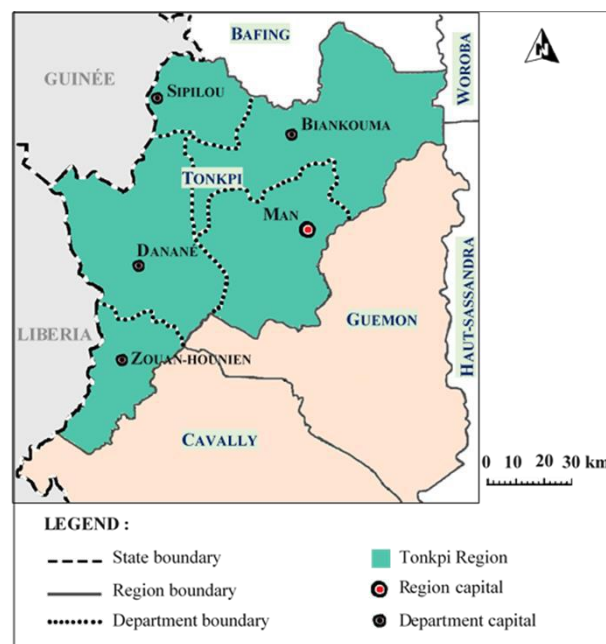 BAFING
GUINÉE
WOROBA
SIPILOU
BIANKOUMA
TONKPI
MAN
DANANÉ
HAUT-SASSANDRA
GUEMON
LIBERIA
ZOUAN-HOUNIEN
CAVALLY
N
0 10 20 30 km
LEGEND :
State boundary
Tonkpi Region
Region boundary
Region capital
Department boundary
Department capital